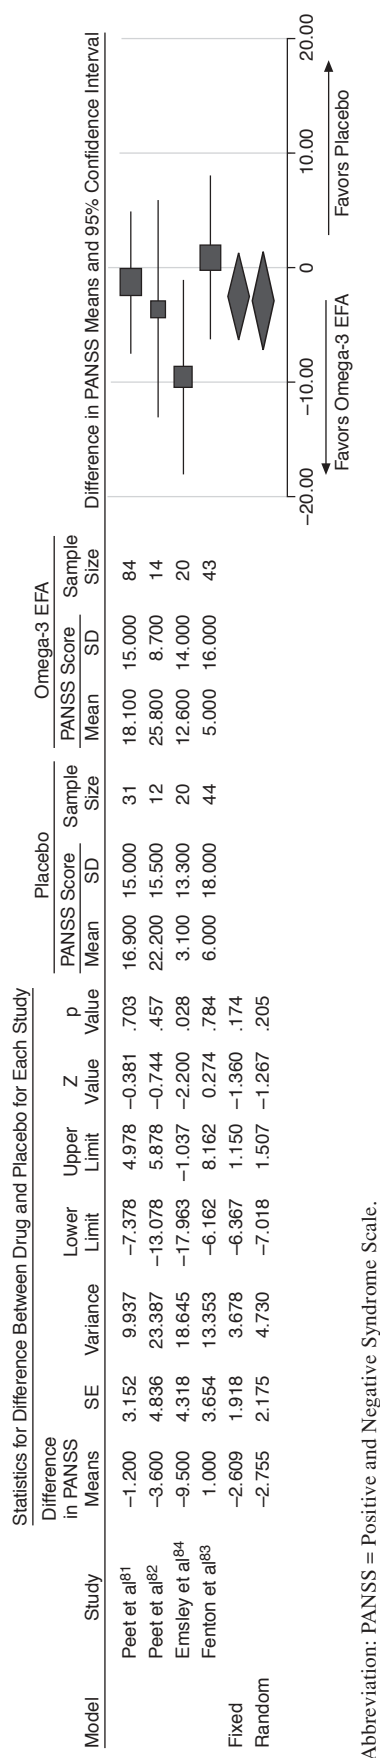 Statistics for Difference Between Drug and Placebo for Each Study Placebo Omega-3 EFA
Difference in PANSS Means and 95% Confidence Interval
Model Study Difference in PANSS Means SE Variance Lower Limit Upper Limit Z Value p Value PANSS Score Mean SD Sample Size PANSS Score Mean SD Sample Size
Peet et al81 −1.200 3.152 9.937 −7.378 4.978 −0.381 .703 16.900 15.000 31 18.100 15.000 84
Peet et al82 −3.600 4.836 23.387 −13.078 5.878 −0.744 .457 22.200 15.500 12 25.800 8.700 14
Emsley et al84 −9.500 4.318 18.645 −17.963 −1.037 −2.200 .028 3.100 13.300 20 12.600 14.000 20
Fenton et al83 1.000 3.654 13.353 −6.162 8.162 0.274 .784 6.000 18.000 44 5.000 16.000 43
Fixed −2.609 1.918 3.678 −6.367 1.150 −1.360 .174
Random −2.755 2.175 4.730 −7.018 1.507 −1.267 .205
−20.00 −10.00 0 10.00 20.00
Favors Omega-3 EFA Favors Placebo
Abbreviation: PANSS = Positive and Negative Syndrome Scale.